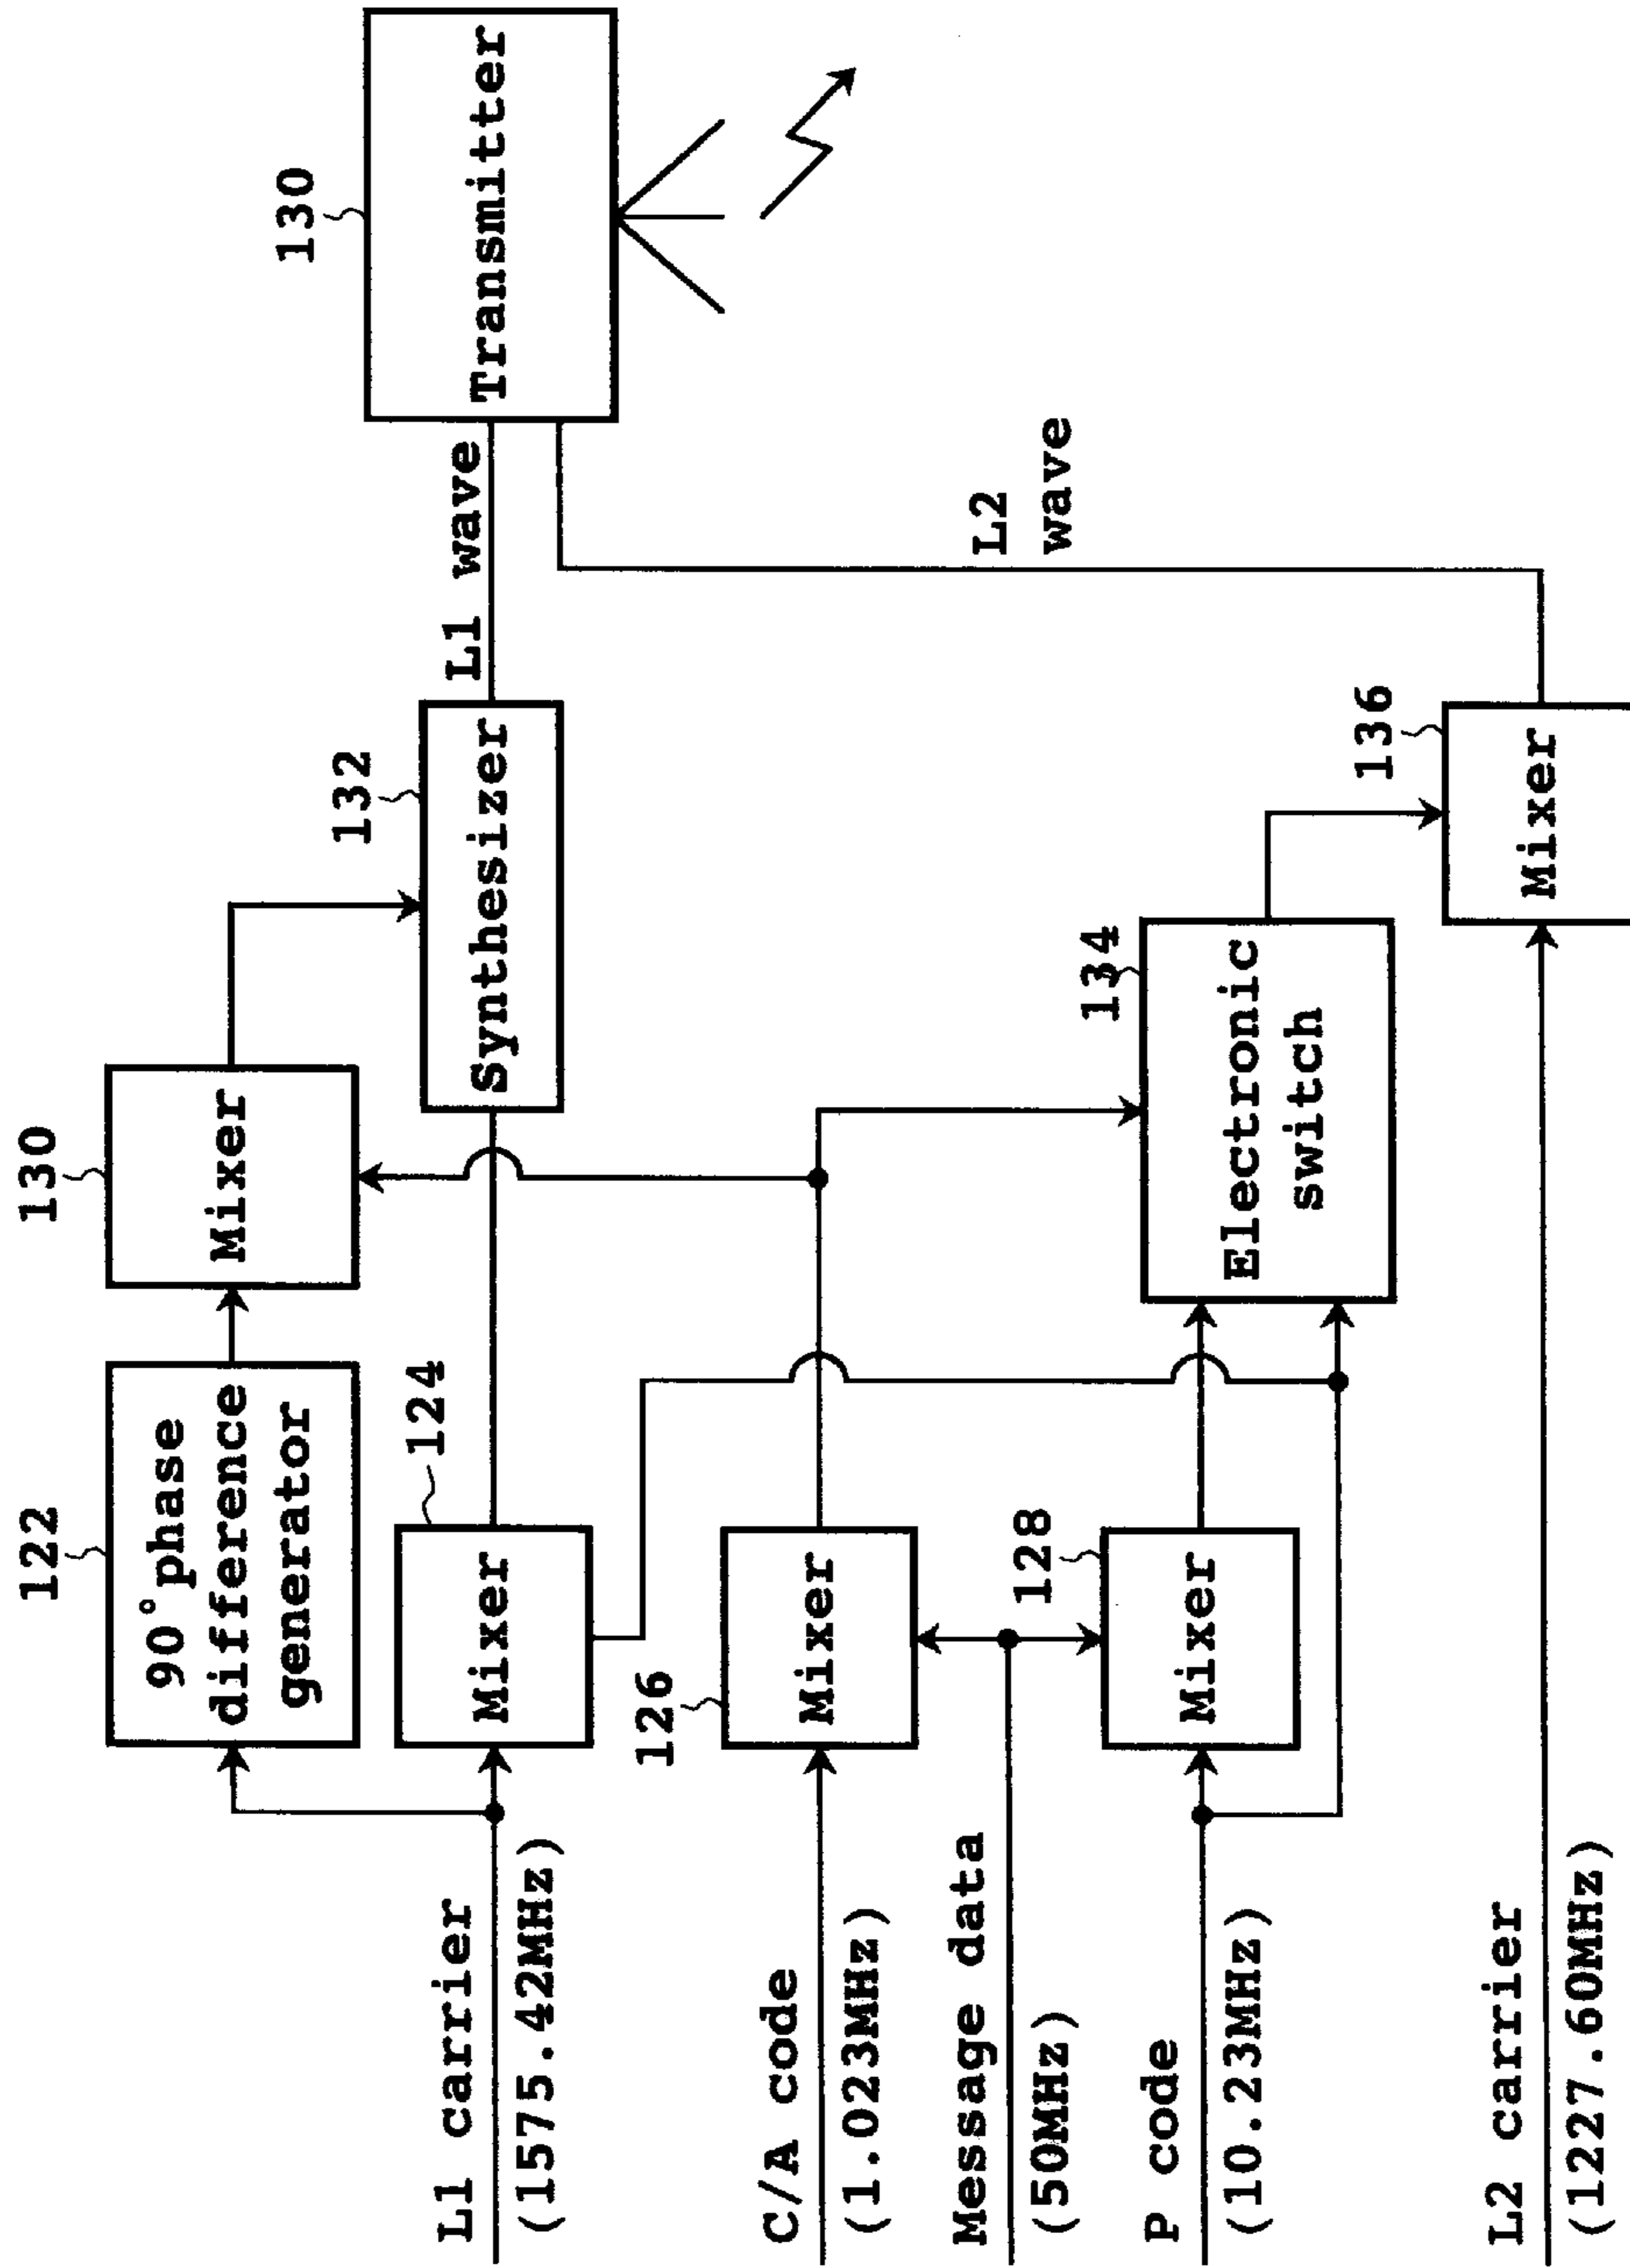 L1 carrier
(1575.42MHz)
C/A code
(1.023MHz)
Message data
(50MHz)
P code
(10.23MHz)
L2 carrier
(1227.60MHz)
122
90°phase
difference
generator
124
Mixer
126
Mixer
128
Mixer
130
Mixer
132
Synthesizer
134
Electronic
switch
136
Mixer
L1 wave
L2
wave
130
Transmitter